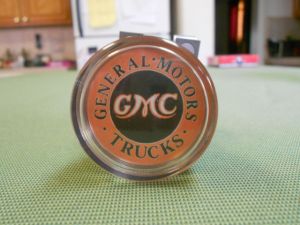 GENERAL · MOTORS
GMC
· TRUCKS ·